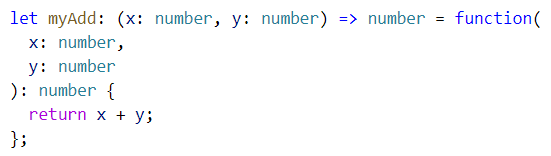 let myAdd: (x: number, y: number) => number = function(
  x: number,
  y: number
): number {
  return x + y;
};